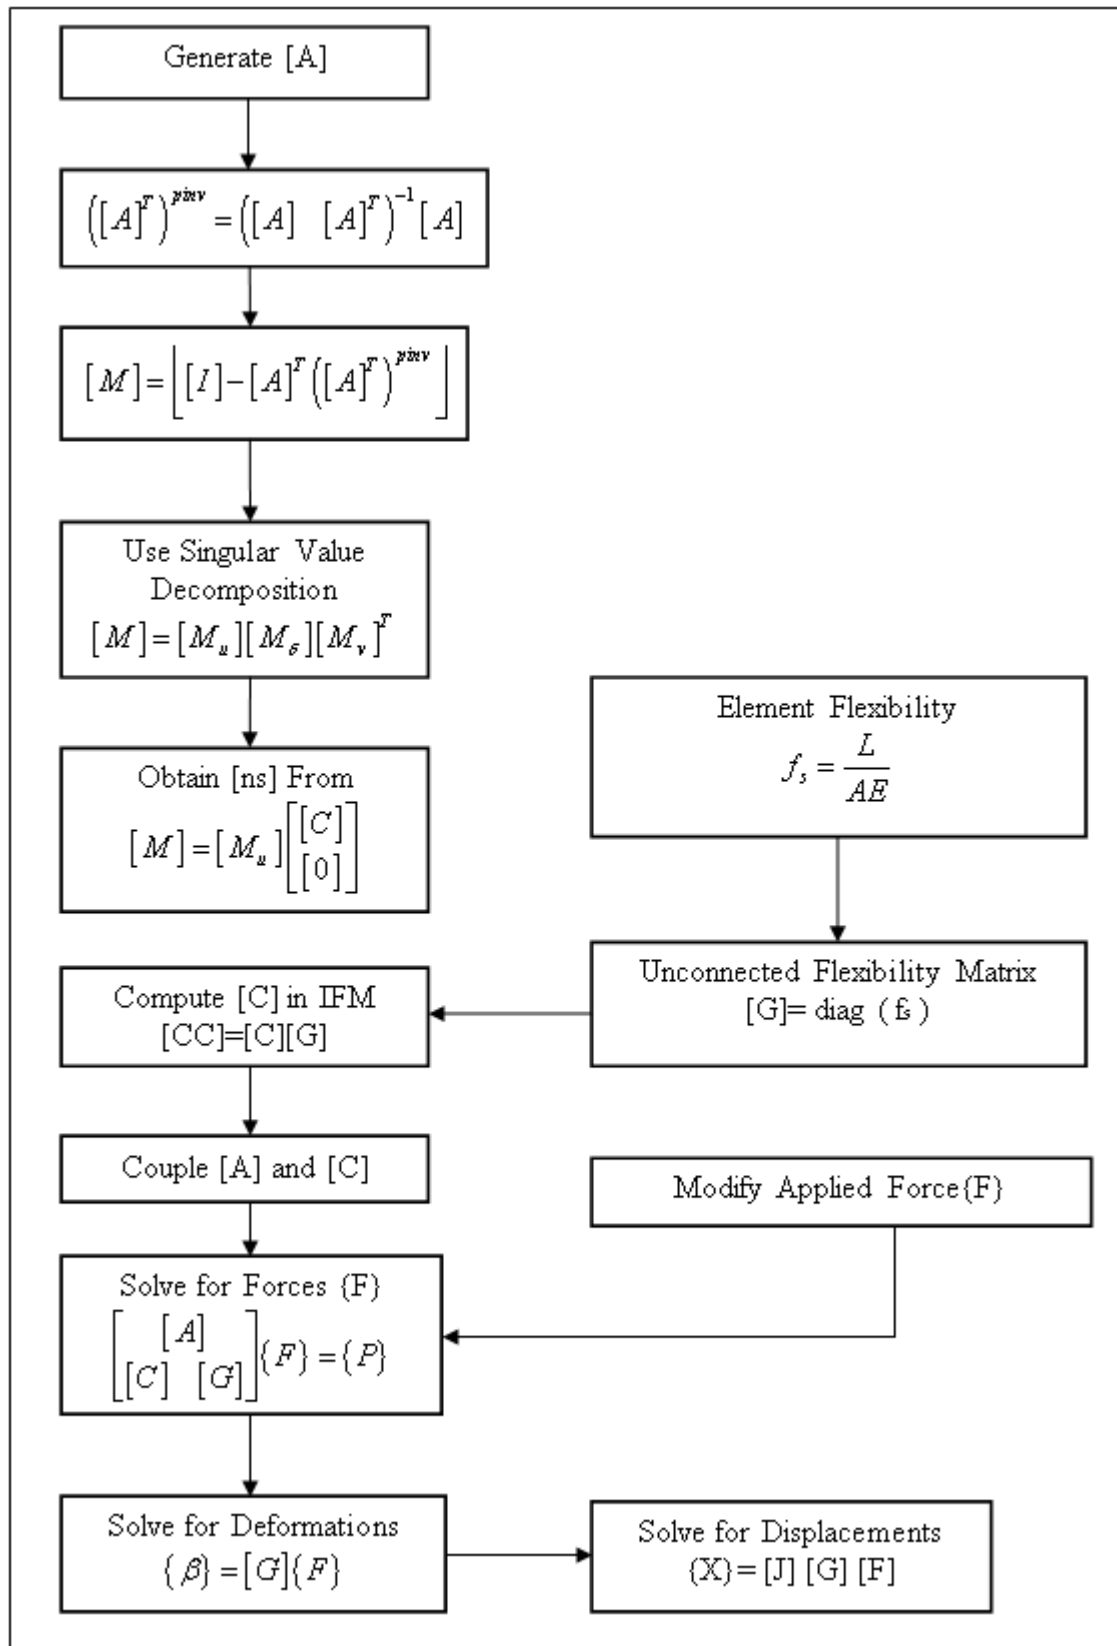 Generate [A]
([A]^T)^pinv = ([A] [A]^T)^-1 [A]
[M] = ⌊[I] - [A]^T ([A]^T)^pinv⌋
Use Singular Value
Decomposition
[M] = [M_u][M_σ][M_v]^T
Obtain [ns] From
[M] = [M_u] [[C]
[0]]
Element Flexibility
f_s = L
AE
Unconnected Flexibility Matrix
[G]= diag (fs)
Compute [C] in IFM
[CC]=[C][G]
Couple [A] and [C]
Modify Applied Force{F}
Solve for Forces {F}
[[A]
[C] [G]] {F} = {P}
Solve for Deformations
{β} = [G]{F}
Solve for Displacements
{X}= [J] [G] [F]